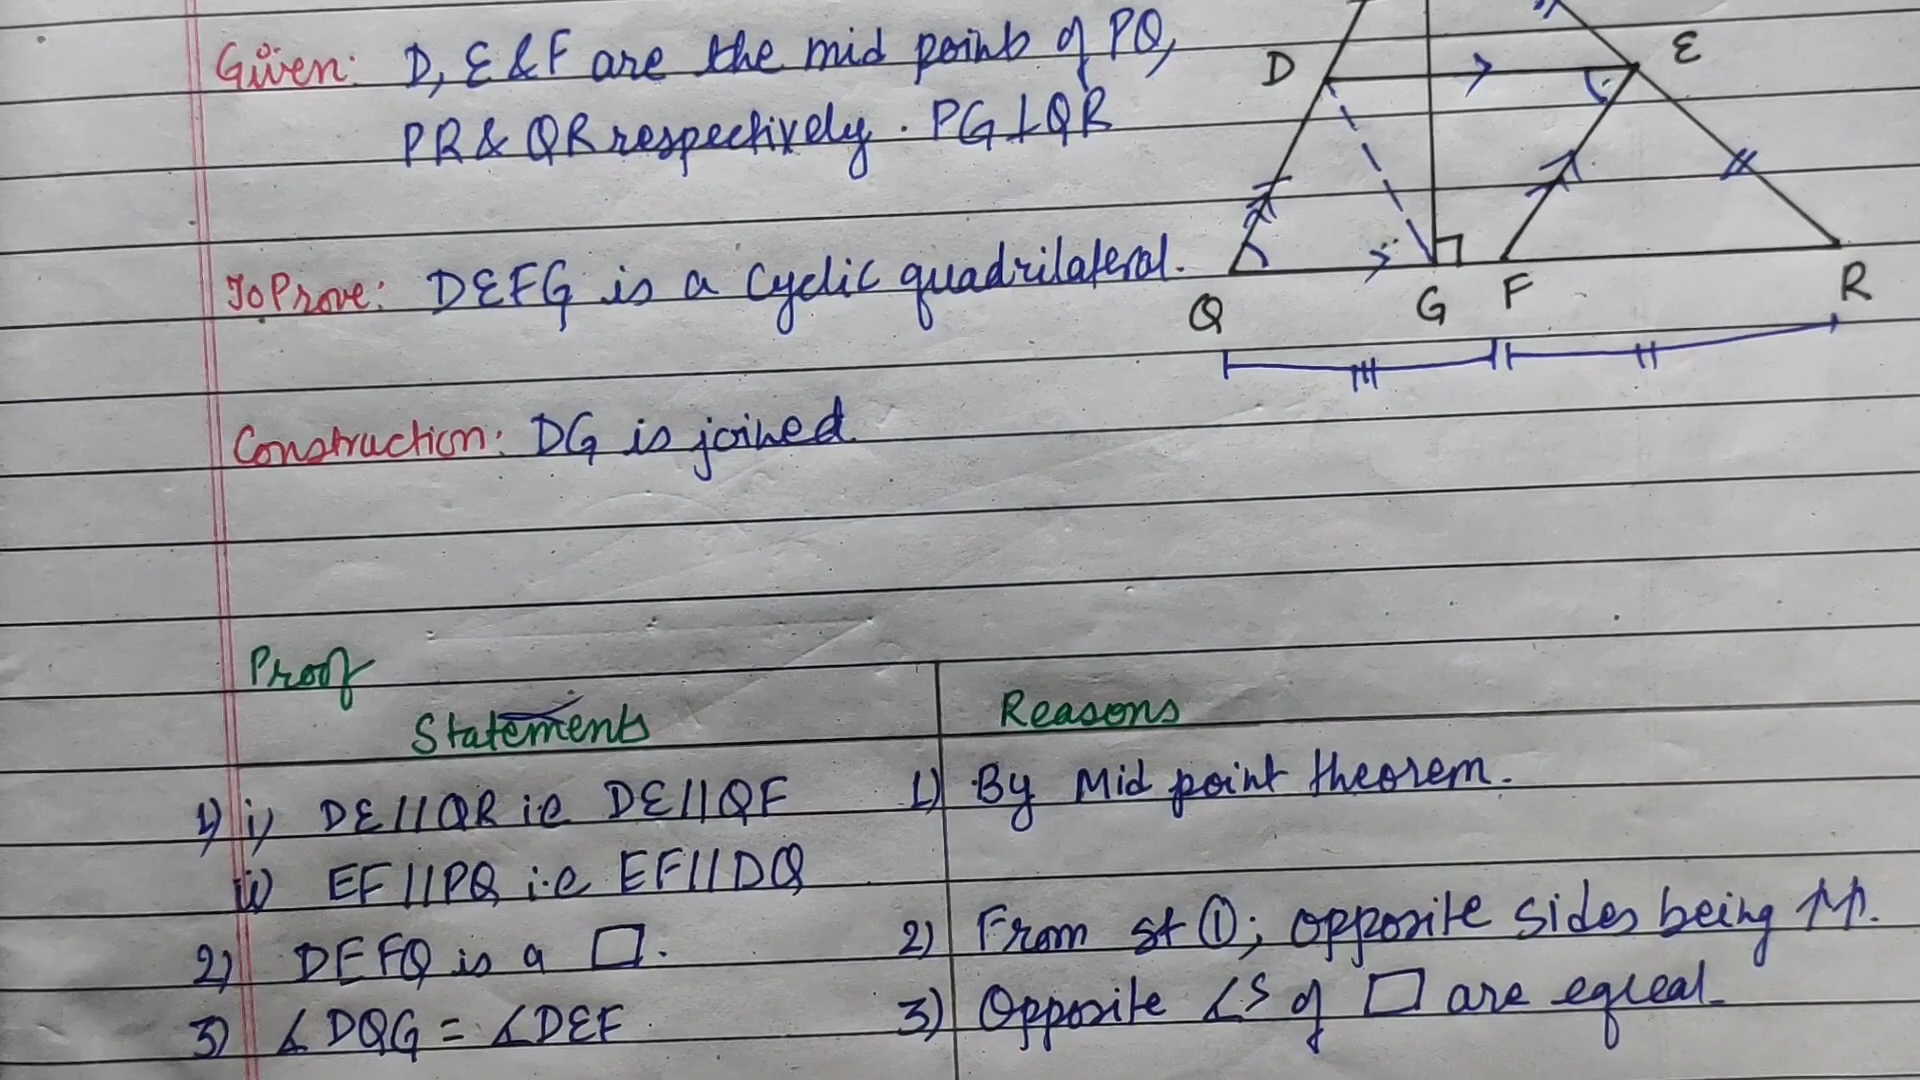 Given: D, E & F are the mid points of PQ,
PR & QR respectively. PG ⊥ QR
To Prove: DEFG is a Cyclic quadrilateral.
Construction: DG is joined.
D
E
Q
G
F
R
Proof
Statements
Reasons
1) i) DE//QR ie DE//QF
1) By Mid point theorem.
ii) EF//PQ i.e EF//DQ
2) DEFQ is a ▱.
2) From st ①; opposite sides being //.
3) ∠DQG = ∠DEF.
3) Opposite ∠s of ▱ are equal.